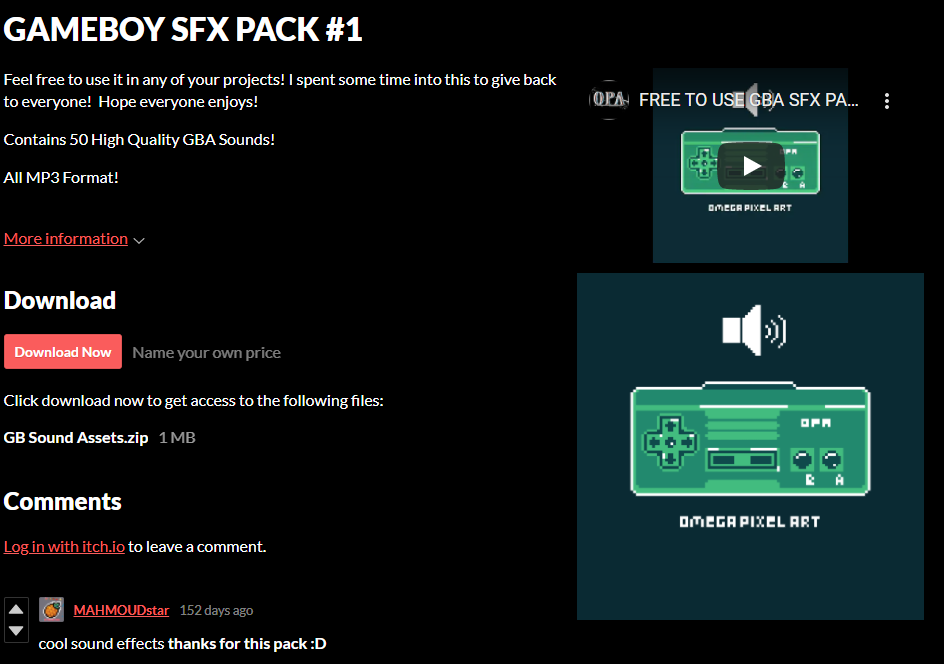 GAMEBOY SFX PACK #1
Feel free to use it in any of your projects! I spent some time into this to give back
to everyone!  Hope everyone enjoys!
Contains 50 High Quality GBA Sounds!
All MP3 Format!
More information
Download
Download Now
Name your own price
Click download now to get access to the following files:
GB Sound Assets.zip 1 MB
Comments
Log in with itch.io to leave a comment.
MAHMOUDstar 152 days ago
cool sound effects thanks for this pack :D
OPA
FREE TO USE GBA SFX PA...
OPA
B A
OMEGA PIXEL ART
OPA
B A
OMEGA PIXEL ART